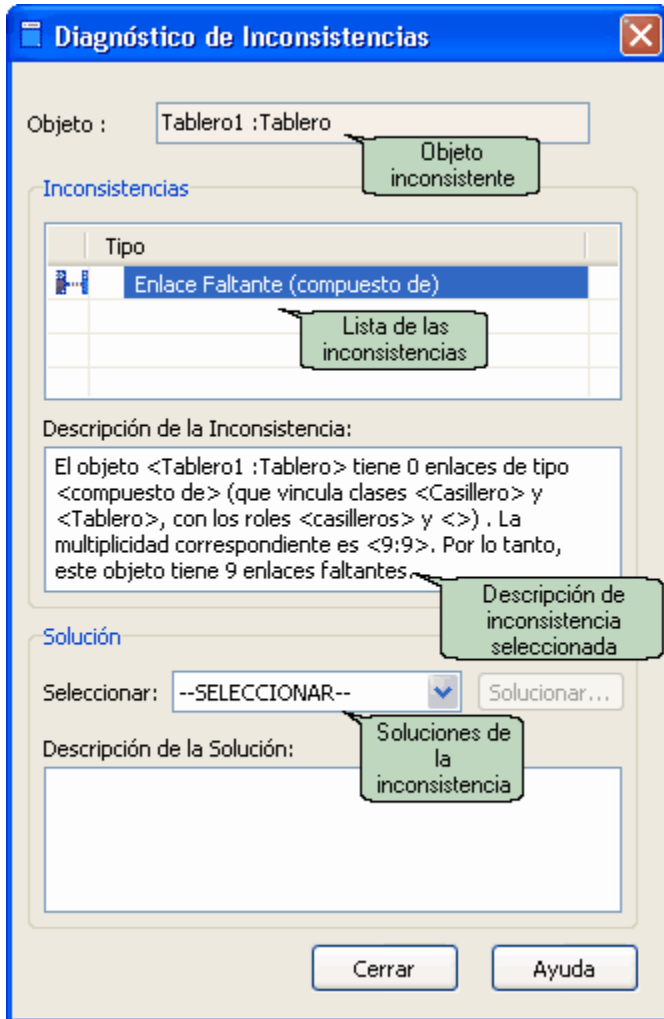 Diagnóstico de Inconsistencias
Objeto :
Tablero1 :Tablero
Objeto
inconsistente
Inconsistencias
Tipo
Enlace Faltante (compuesto de)
Lista de las
inconsistencias
Descripción de la Inconsistencia:
El objeto <Tablero1 :Tablero> tiene 0 enlaces de tipo
<compuesto de> (que vincula clases <Casillero> y
<Tablero>, con los roles <casilleros> y <>) . La
multiplicidad correspondiente es <9:9>. Por lo tanto,
este objeto tiene 9 enlaces faltantes.
Descripción de
inconsistencia
seleccionada
Solución
Seleccionar:
--SELECCIONAR--
Solucionar...
Soluciones de
la
inconsistencia
Descripción de la Solución:
Cerrar
Ayuda